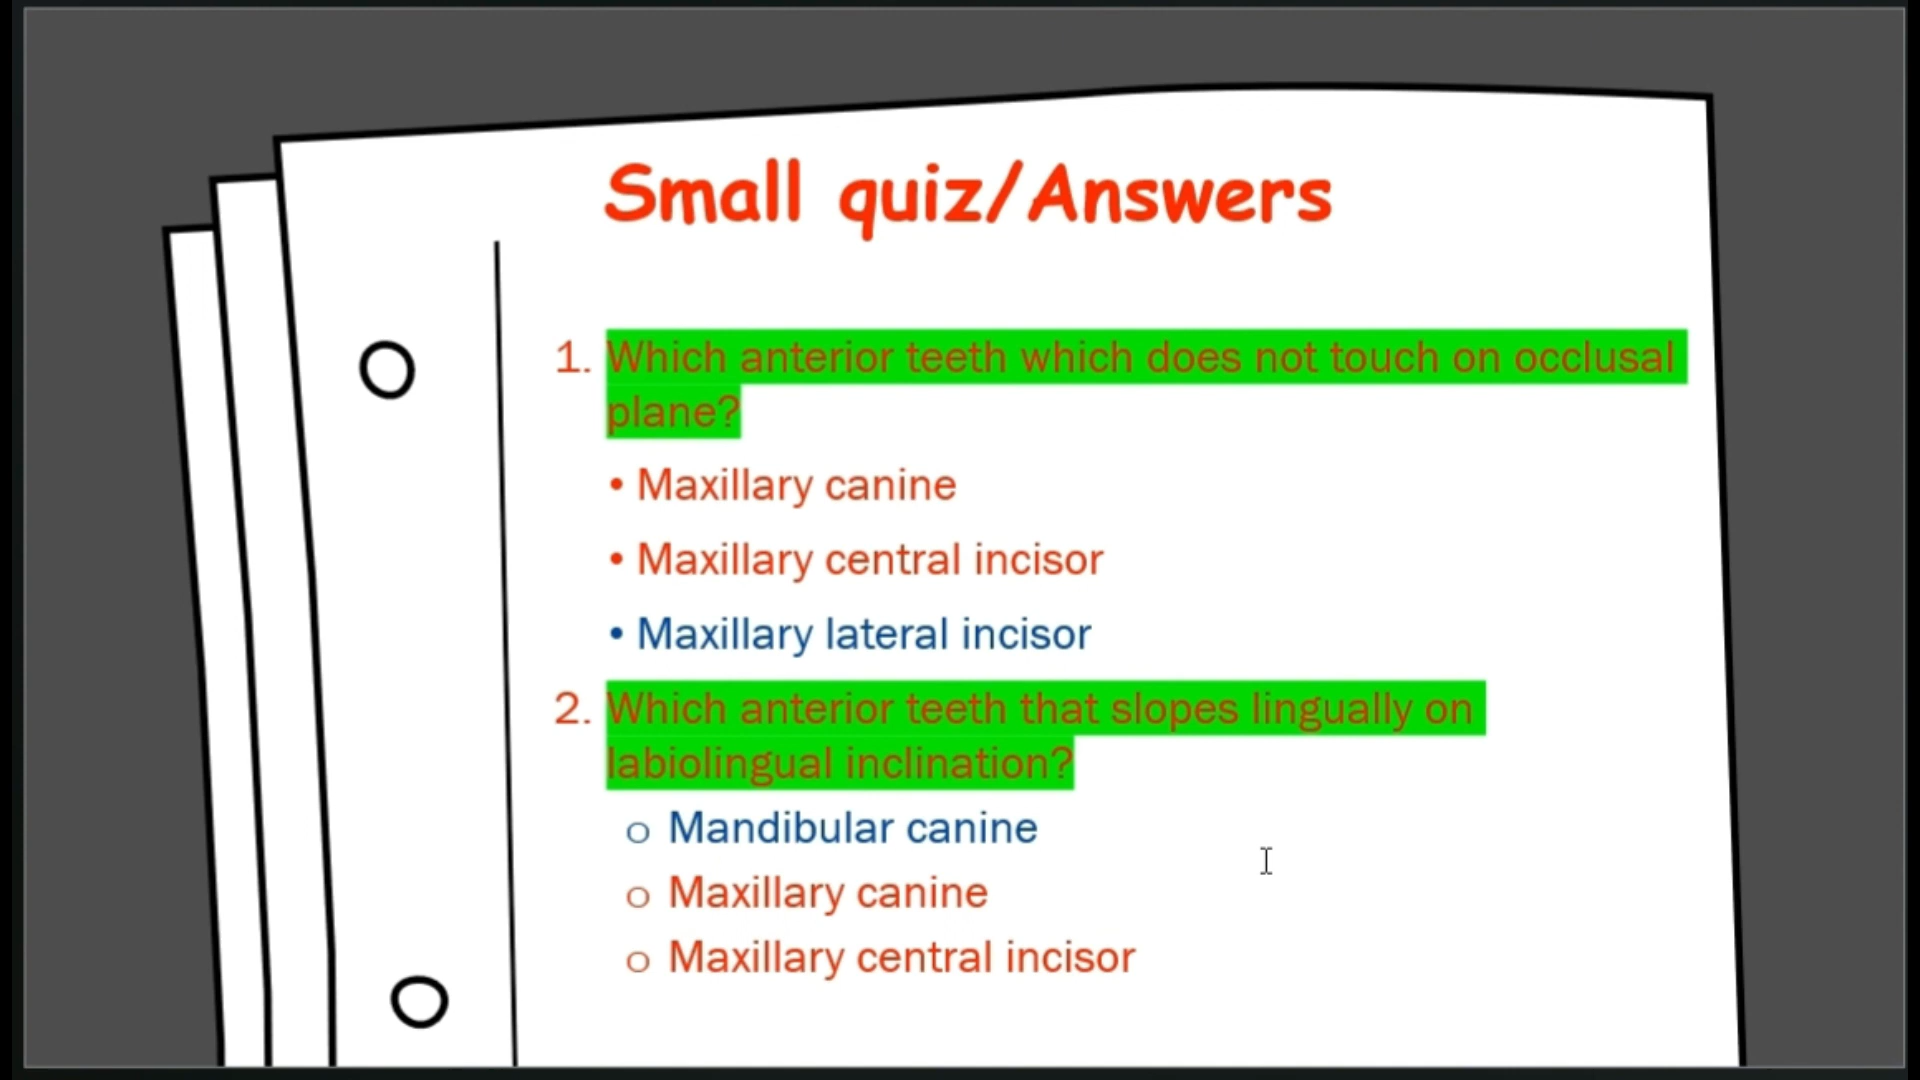 Small quiz/Answers
1. Which anterior teeth which does not touch on occlusal
plane?
• Maxillary canine
• Maxillary central incisor
• Maxillary lateral incisor
2. Which anterior teeth that slopes lingually on
labiolingual inclination?
o Mandibular canine
o Maxillary canine
o Maxillary central incisor